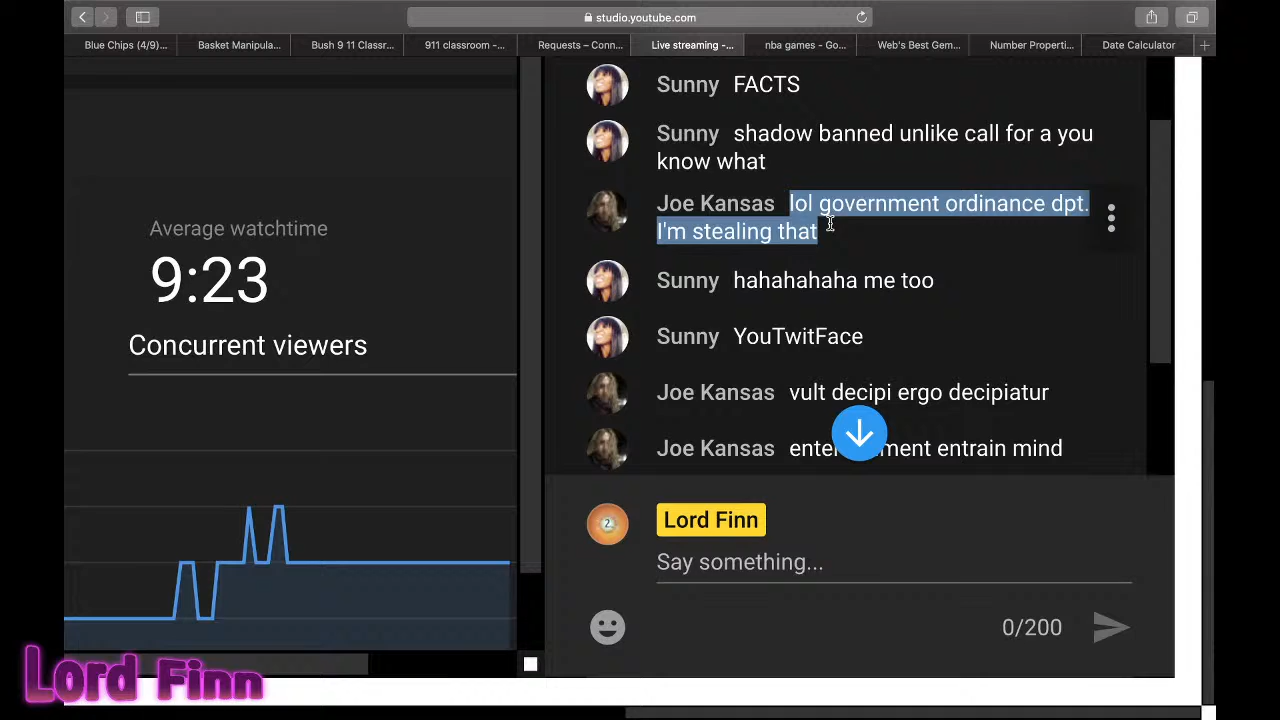 studio.youtube.com
Blue Chips (4/9)...
Basket Manipula...
Bush 9 11 Classr...
911 classroom -...
Requests – Conn...
Live streaming -...
nba games - Go...
Web's Best Gem...
Number Properti...
Date Calculator
Average watchtime
9:23
Concurrent viewers
Sunny FACTS
Sunny shadow banned unlike call for a you
know what
Joe Kansas lol government ordinance dpt.
I'm stealing that
Sunny hahahahaha me too
Sunny YouTwitFace
Joe Kansas vult decipi ergo decipiatur
Joe Kansas entrain mind
2
Lord Finn
Say something...
0/200
Lord Finn